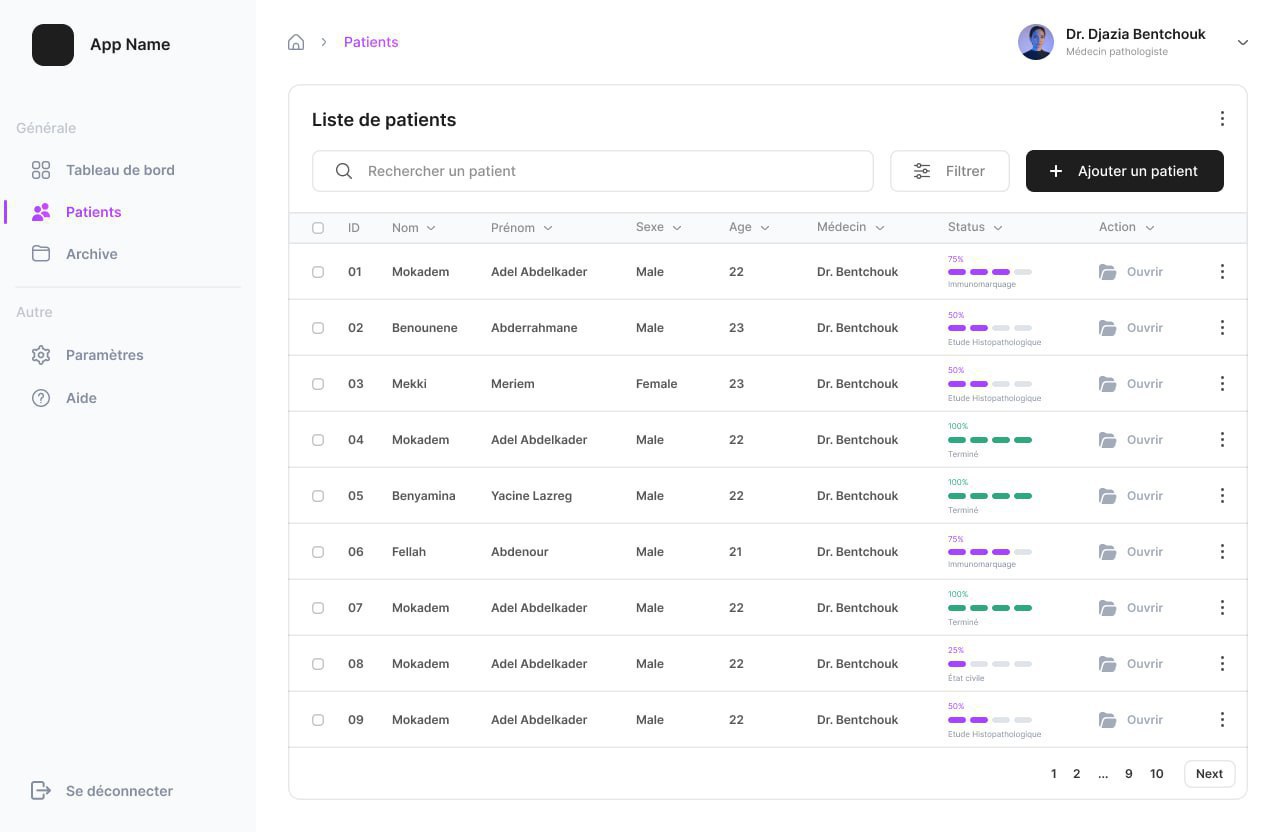 App Name
Patients
Dr. Djazia Bentchouk
Médecin pathologiste
Générale
Tableau de bord
Patients
Archive
Autre
Paramètres
Aide
Se déconnecter
Liste de patients
Rechercher un patient
Filtrer
+ Ajouter un patient
ID Nom Prénom Sexe Age Médecin Status Action
01 Mokadem Adel Abdelkader Male 22 Dr. Bentchouk 75% Immunomarquage Ouvrir
02 Benounene Abderrahmane Male 23 Dr. Bentchouk 50% Etude Histopathologique Ouvrir
03 Mekki Meriem Female 23 Dr. Bentchouk 50% Etude Histopathologique Ouvrir
04 Mokadem Adel Abdelkader Male 22 Dr. Bentchouk 100% Terminé Ouvrir
05 Benyamina Yacine Lazreg Male 22 Dr. Bentchouk 100% Terminé Ouvrir
06 Fellah Abdenour Male 21 Dr. Bentchouk 75% Immunomarquage Ouvrir
07 Mokadem Adel Abdelkader Male 22 Dr. Bentchouk 100% Terminé Ouvrir
08 Mokadem Adel Abdelkader Male 22 Dr. Bentchouk 25% État civile Ouvrir
09 Mokadem Adel Abdelkader Male 22 Dr. Bentchouk 50% Etude Histopathologique Ouvrir
1 2 ... 9 10 Next